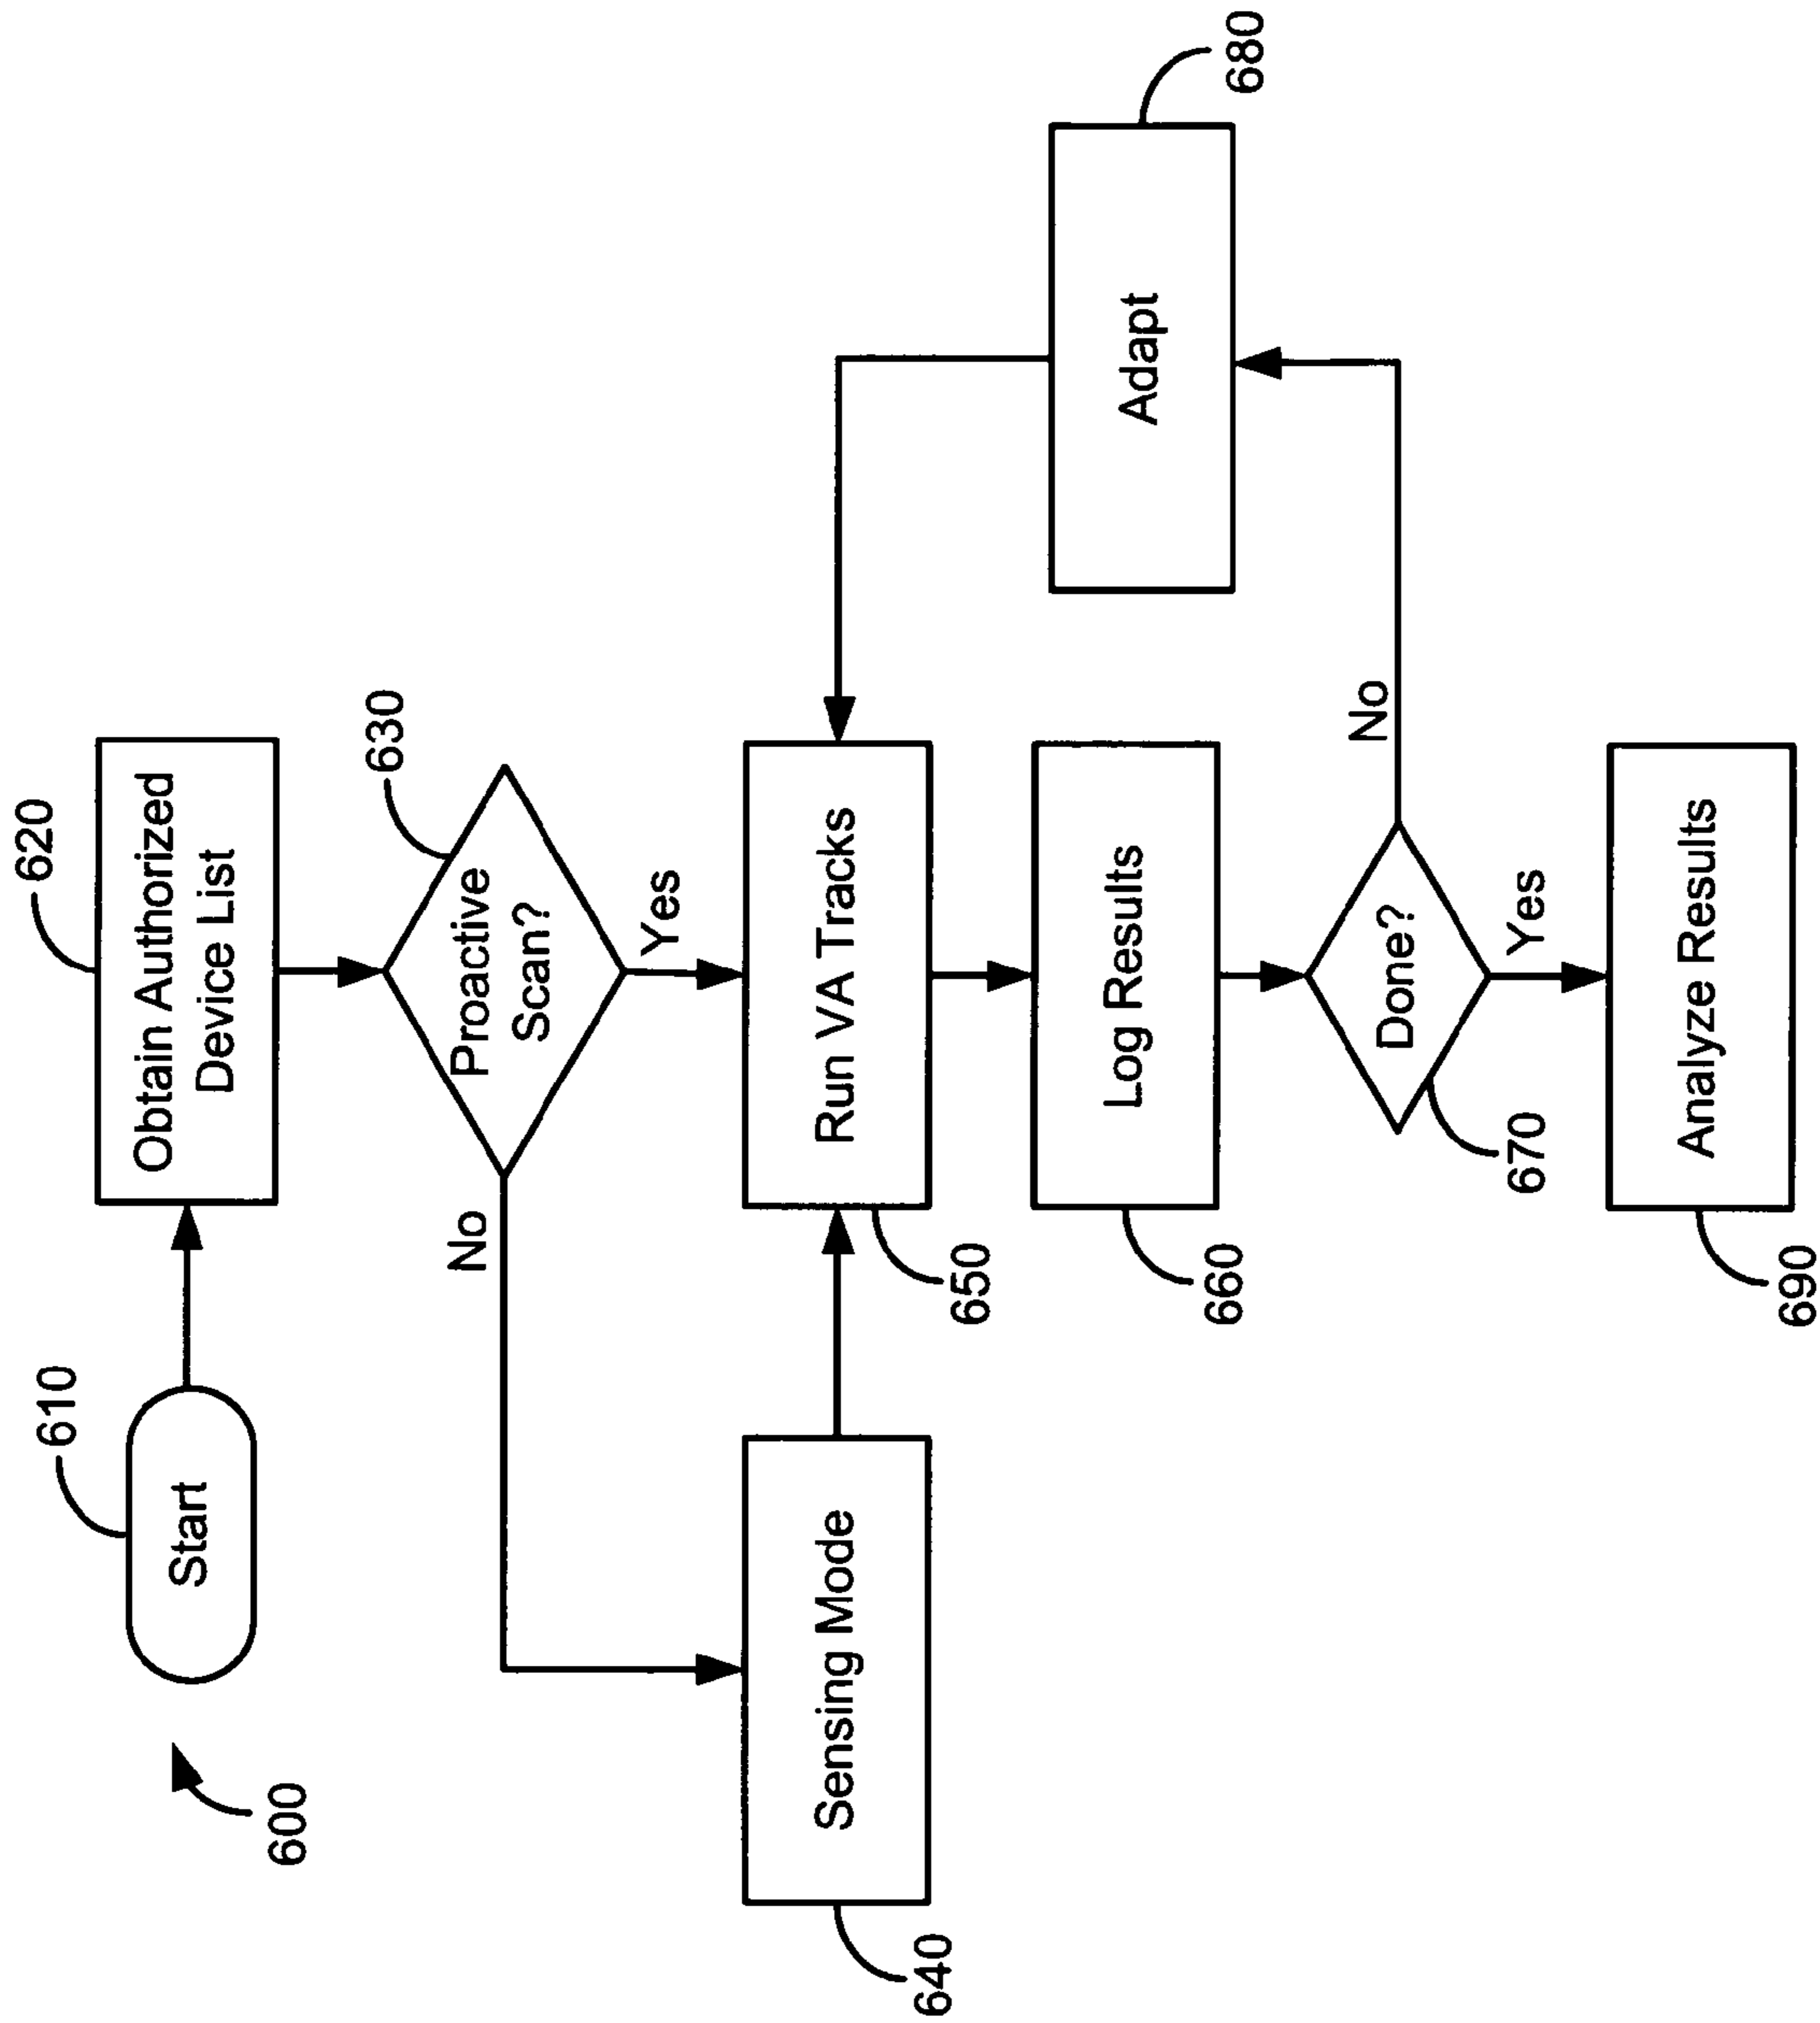 600
610
Start
620
Obtain Authorized
Device List
630
Proactive
Scan?
No
Yes
640
Sensing Mode
650
Run VA Tracks
660
Log Results
670
Done?
No
Yes
680
Adapt
690
Analyze Results